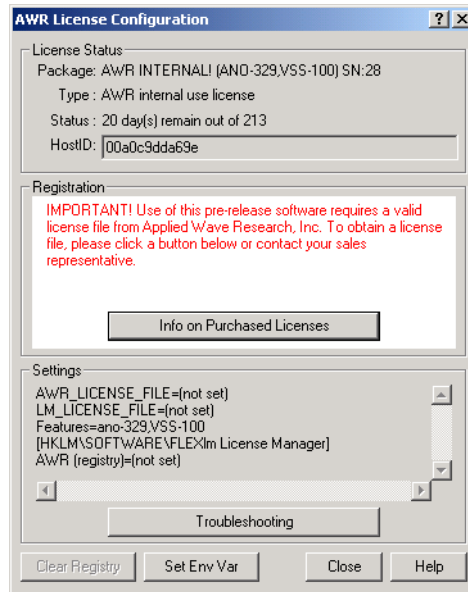 AWR License Configuration
License Status
Package: AWR INTERNAL! (ANO-329,VSS-100) SN:28
Type : AWR internal use license
Status : 20 day(s) remain out of 213
HostID: 00a0c9dda69e
Registration
IMPORTANT! Use of this pre-release software requires a valid
license file from Applied Wave Research, Inc. To obtain a license
file, please click a button below or contact your sales
representative.
Info on Purchased Licenses
Settings
AWR_LICENSE_FILE=(not set)
LM_LICENSE_FILE=(not set)
Features=ano-329,VSS-100
[HKLM\SOFTWARE\FLEXlm License Manager]
AWR (registry)=(not set)
Troubleshooting
Clear Registry Set Env Var Close Help